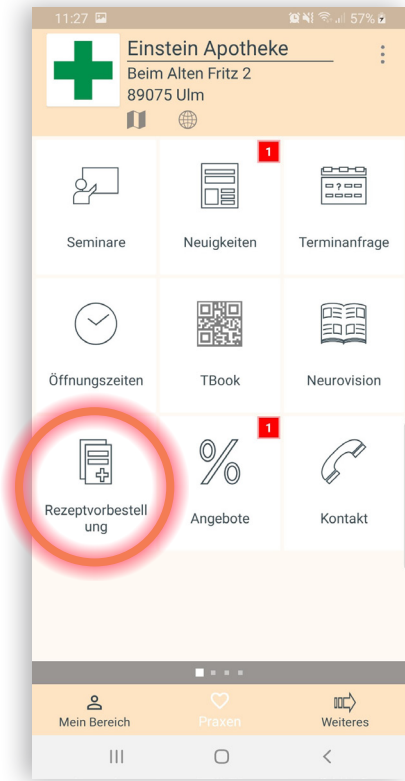 11:27 57%
Einstein Apotheke
Beim Alten Fritz 2
89075 Ulm
1
Seminare Neuigkeiten Terminanfrage
? 
Öffnungszeiten TBook Neurovision
1
%
Rezeptvorbestell
ung
Angebote Kontakt
Mein Bereich Praxen Weiteres